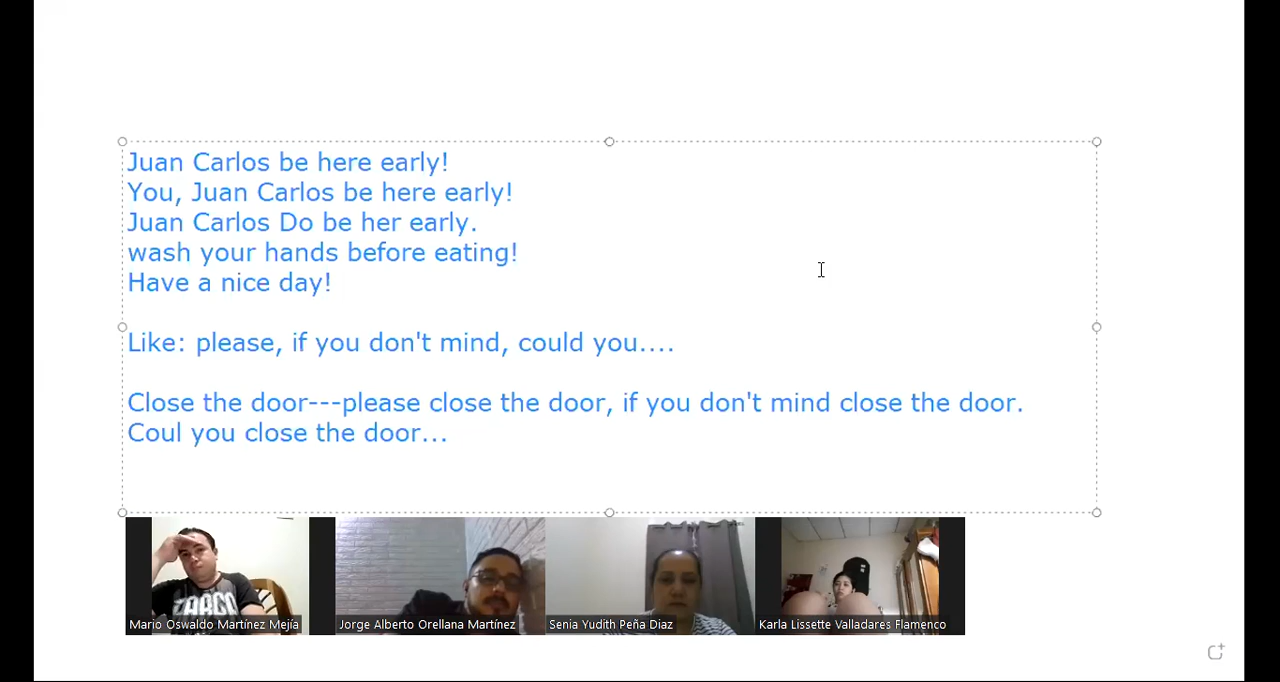 Juan Carlos be here early!
You, Juan Carlos be here early!
Juan Carlos Do be her early.
wash your hands before eating!
Have a nice day!
Like: please, if you don't mind, could you....
Close the door---please close the door, if you don't mind close the door.
Coul you close the door...
Mario Oswaldo Martínez Mejía
Jorge Alberto Orellana Martínez
Senia Yudith Peña Diaz
Karla Lissette Valladares Flamenco